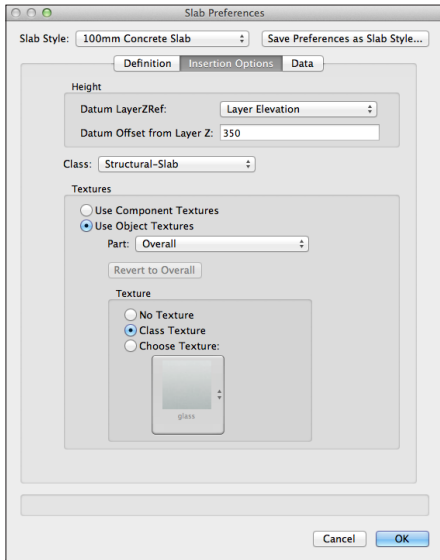 Slab Preferences
Slab Style: 100mm Concrete Slab Save Preferences as Slab Style...
Definition Insertion Options Data
Height
Datum LayerZRef: Layer Elevation
Datum Offset from Layer Z: 350
Class: Structural-Slab
Textures
Use Component Textures
Use Object Textures
Part: Overall
Revert to Overall
Texture
No Texture
Class Texture
Choose Texture:
glass
Cancel OK